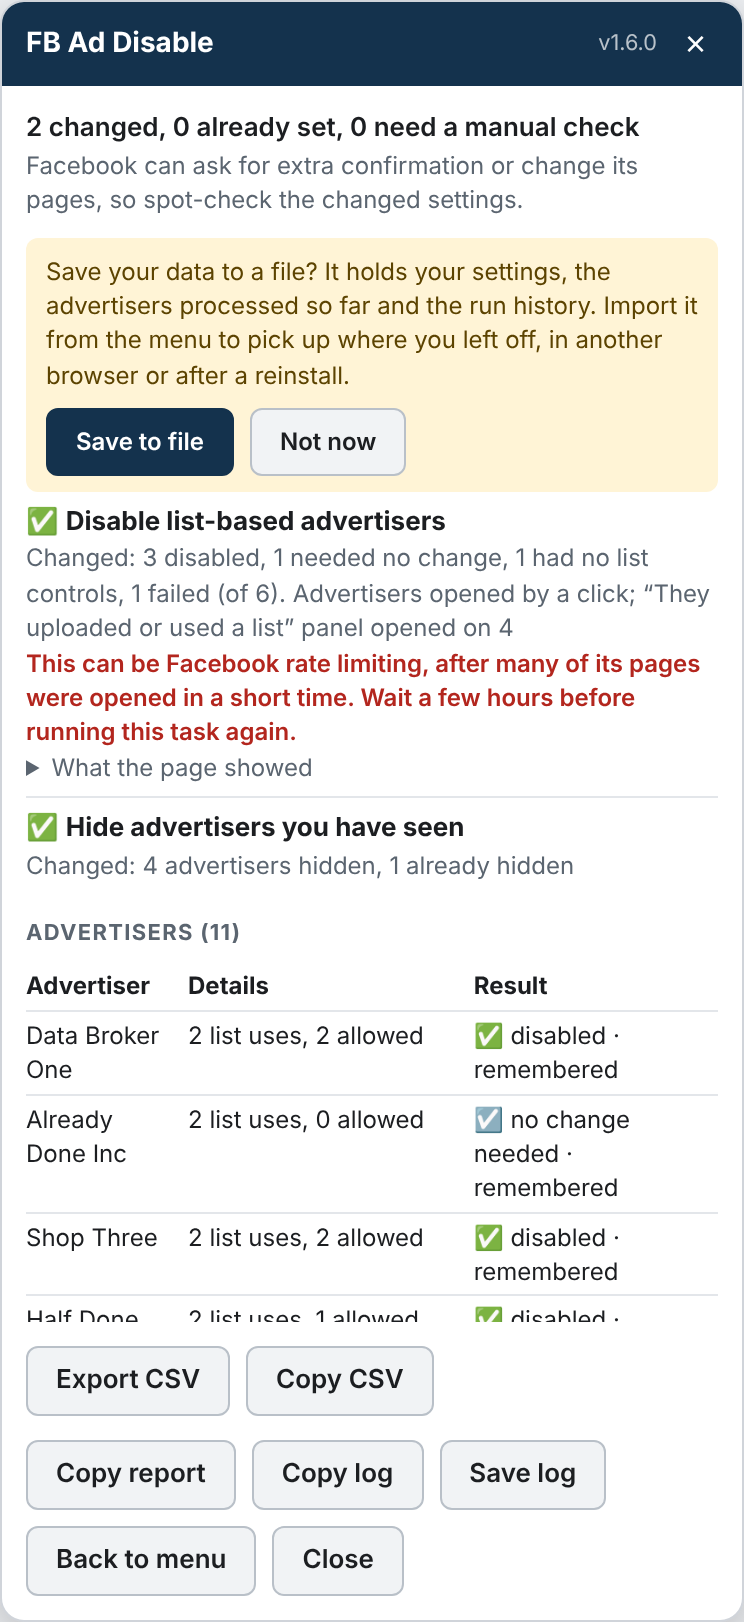 FB Ad Disable v1.6.0 ✕
2 changed, 0 already set, 0 need a manual check
Facebook can ask for extra confirmation or change its
pages, so spot-check the changed settings.
Save your data to a file? It holds your settings, the
advertisers processed so far and the run history. Import it
from the menu to pick up where you left off, in another
browser or after a reinstall.
Save to file Not now
✅ Disable list-based advertisers
Changed: 3 disabled, 1 needed no change, 1 had no list
controls, 1 failed (of 6). Advertisers opened by a click; “They
uploaded or used a list” panel opened on 4
This can be Facebook rate limiting, after many of its pages
were opened in a short time. Wait a few hours before
running this task again.
▶ What the page showed
✅ Hide advertisers you have seen
Changed: 4 advertisers hidden, 1 already hidden
ADVERTISERS (11)
Advertiser Details Result
Data Broker 2 list uses, 2 allowed ✅ disabled ·
One remembered
Already 2 list uses, 0 allowed ☑️ no change
Done Inc needed ·
remembered
Shop Three 2 list uses, 2 allowed ✅ disabled ·
remembered
Half Done 2 list uses, 1 allowed ✅ disabled ·
Export CSV Copy CSV
Copy report Copy log Save log
Back to menu Close